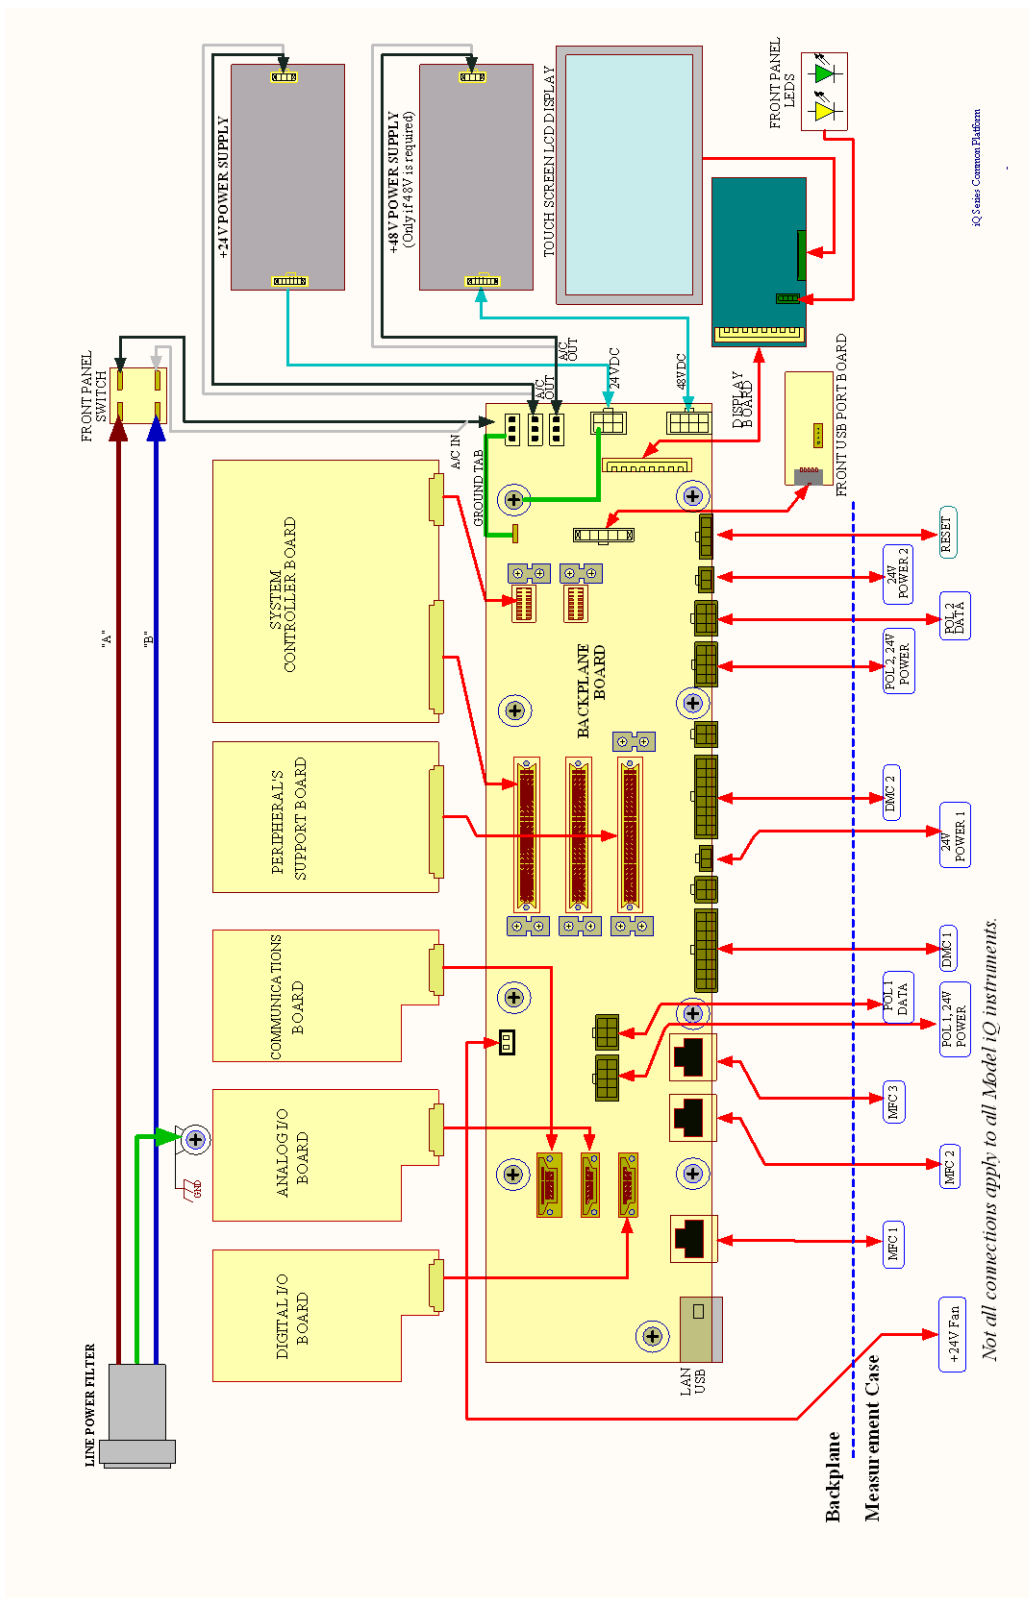 +24V POWER SUPPLY
+48V POWER SUPPLY
(Only if 48V is required)
TOUCH SCREEN LCD DISPLAY
FRONT PANEL
LEDS
iQ Series Common Platform
FRONT PANEL
SWITCH
A/C
OUT
A/C
OUT
24VDC
48VDC
DISPLAY
BOARD
FRONT USB PORT BOARD
A/C IN
GROUND TAB
"A"
"B"
SYSTEM
CONTROLLER BOARD
PERIPHERAL'S
SUPPORT BOARD
COMMUNICATIONS
BOARD
ANALOG I/O
BOARD
DIGITAL I/O
BOARD
GND
LINE POWER FILTER
BACKPLANE
BOARD
LAN
USB
RESET
24V
POWER 2
POL 2
DATA
POL 2, 24V
POWER
DMC 2
24V
POWER 1
DMC 1
POL 1
DATA
POL 1, 24V
POWER
MFC 3
MFC 2
MFC 1
+24V Fan
Backplane
Measurement Case
Not all connections apply to all Model iQ instruments.